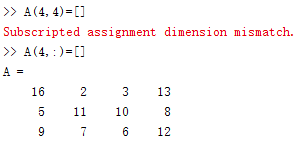 >> A(4,4)=[]
Subscripted assignment dimension mismatch.
>> A(4,:)=[]
A =
16 2 3 13
5 11 10 8
9 7 6 12